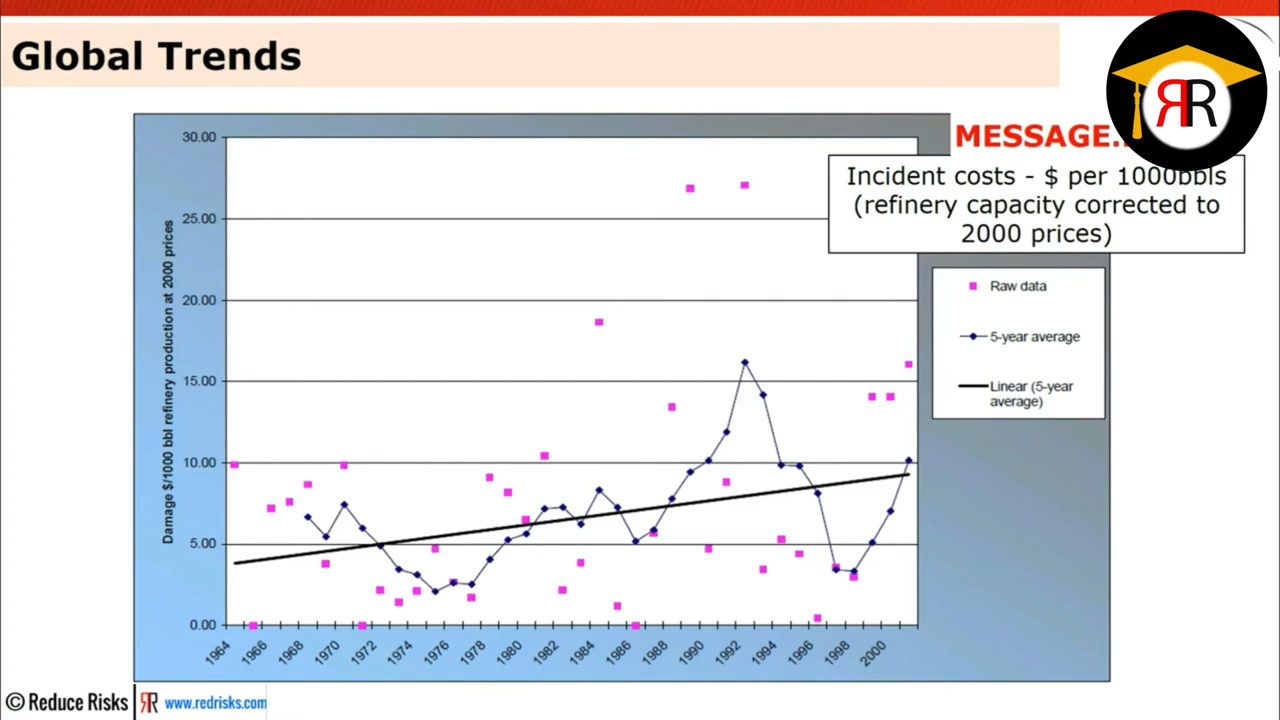 Global Trends
ЯR
MESSAGE..
Incident costs - $ per 1000bbls
(refinery capacity corrected to
2000 prices)
30.00
25.00
20.00
15.00
10.00
5.00
0.00
Damage $/1000 bbl refinery production at 2000 prices
Raw data
5-year average
Linear (5-year
average)
1964
1966
1968
1970
1972
1974
1976
1978
1980
1982
1984
1986
1988
1990
1992
1994
1996
1998
2000
© Reduce Risks
ЯR
www.redrisks.com